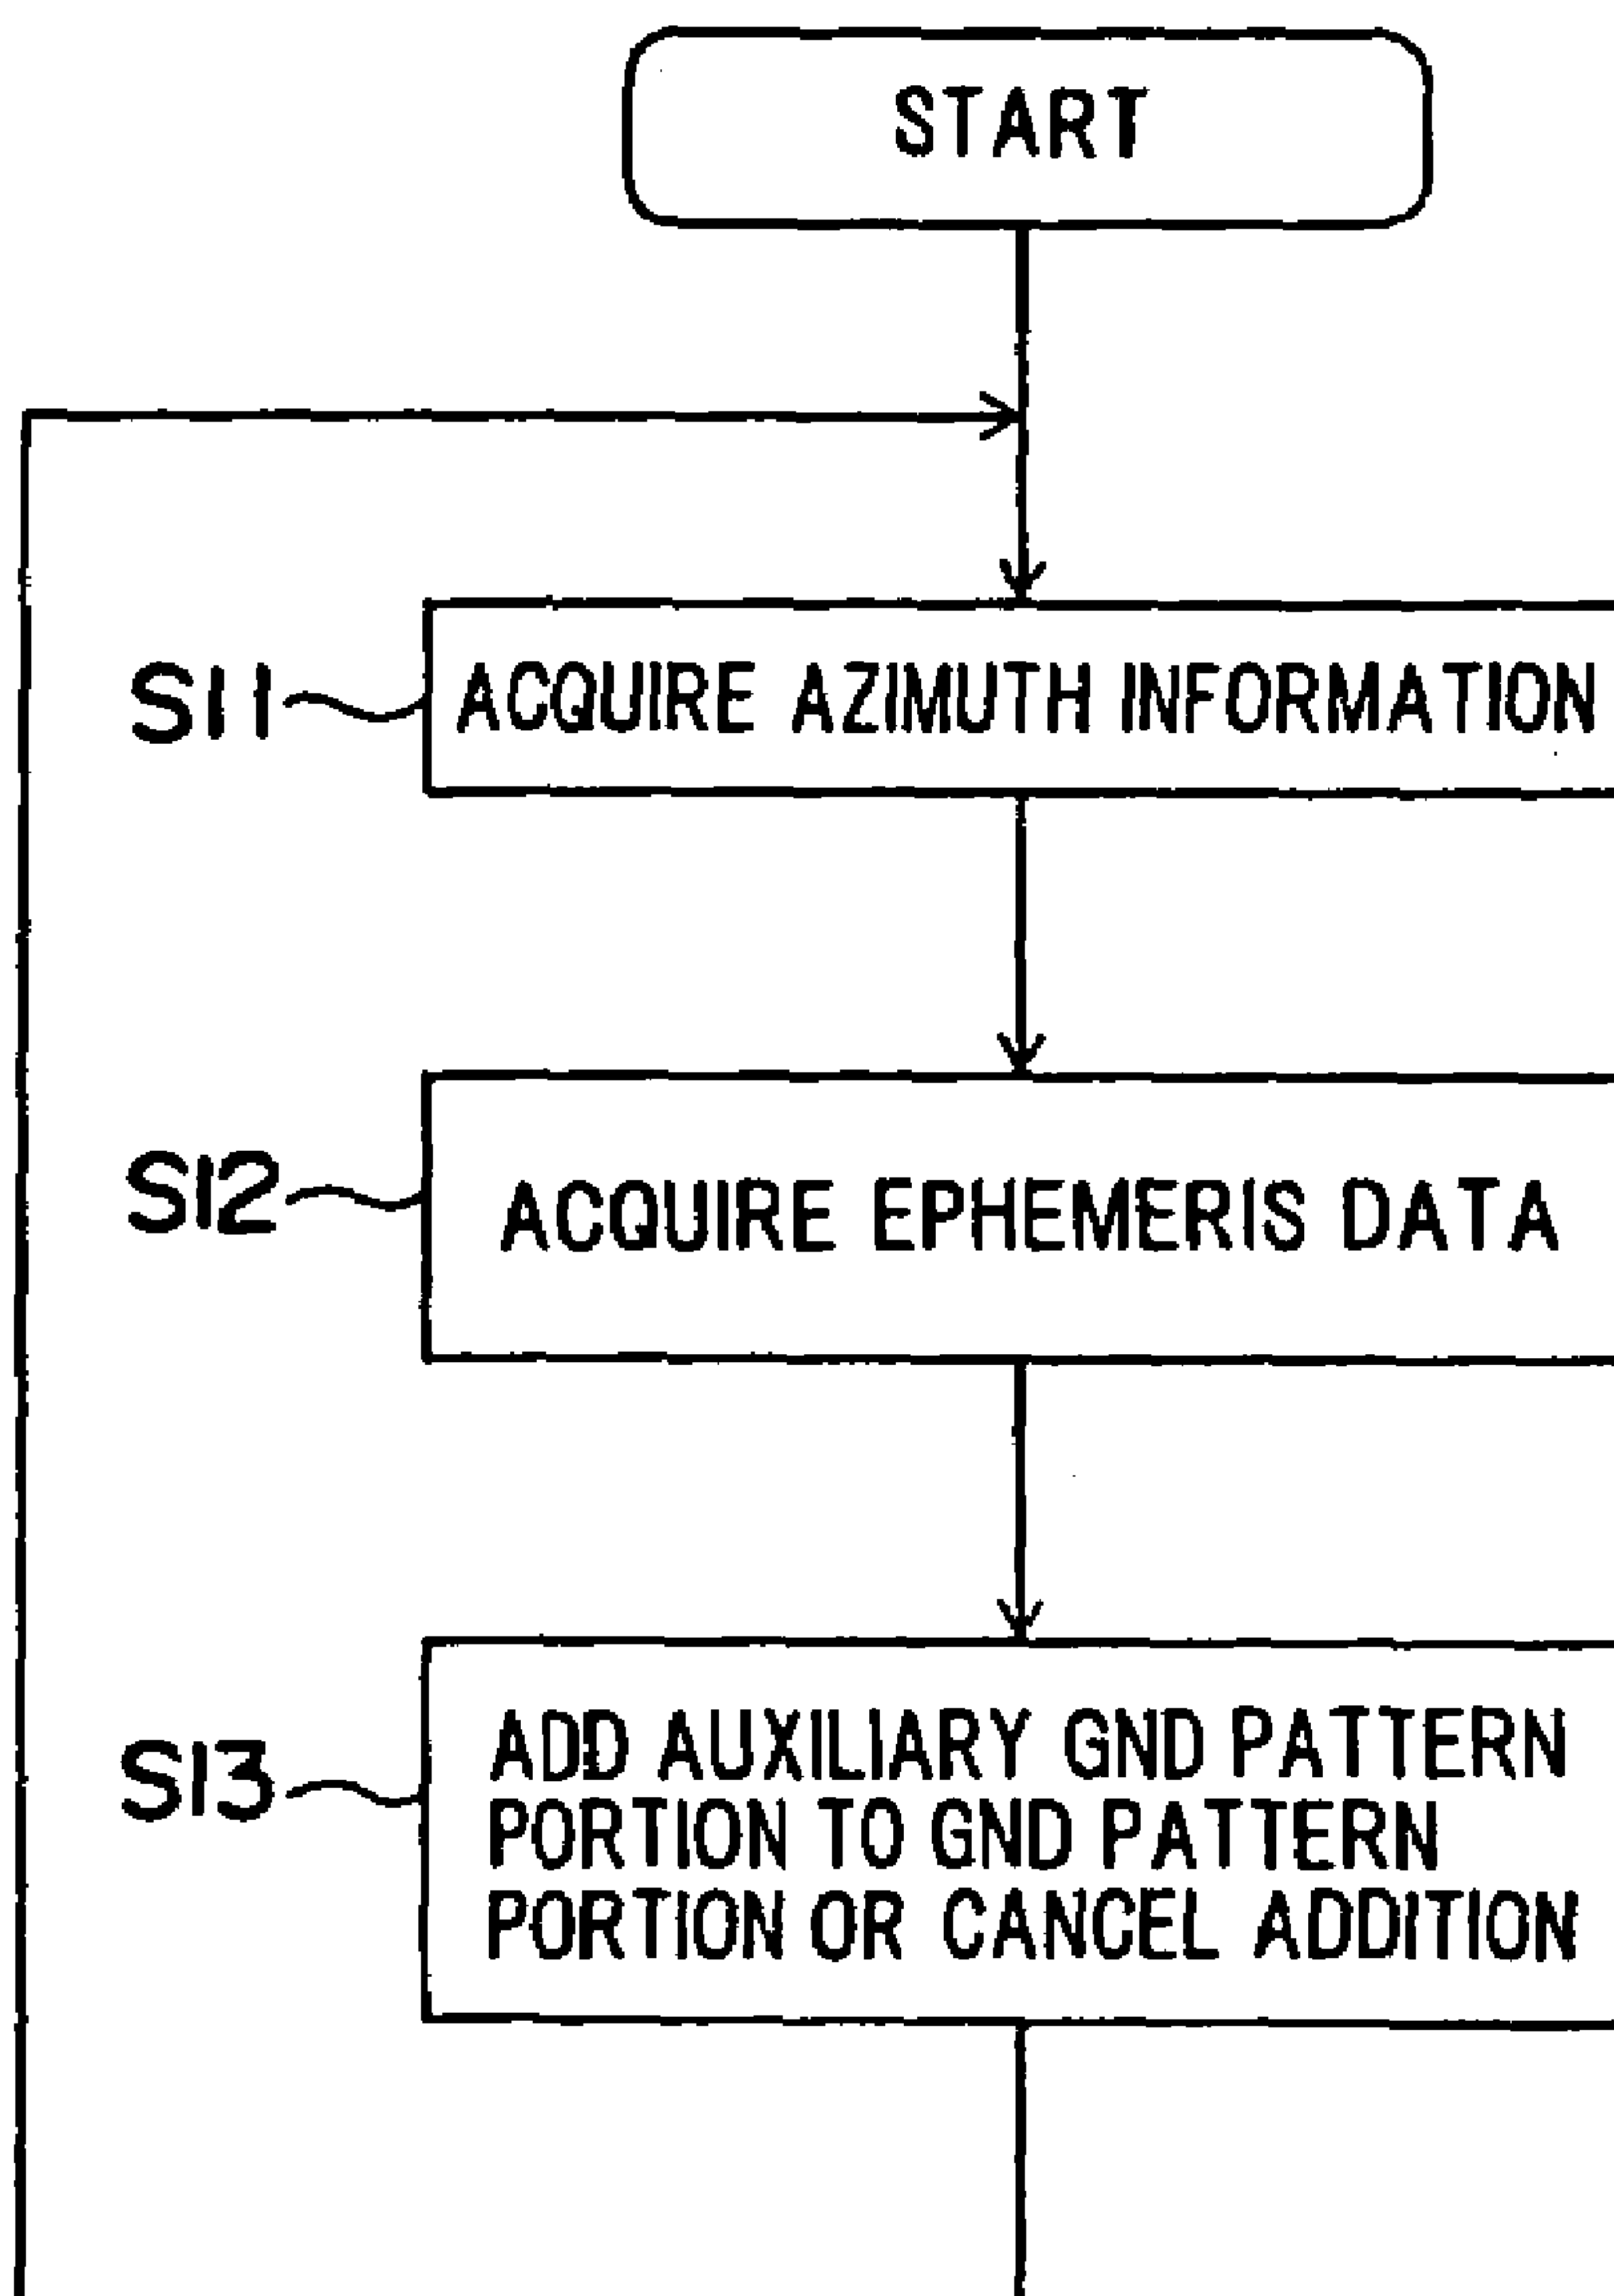 START
S11 ACQUIRE AZIMUTH INFORMATION
S12 ACQUIRE EPHEMERIS DATA
S13 ADD AUXILIARY GND PATTERN
PORTION TO GND PATTERN
PORTION OR CANCEL ADDITION